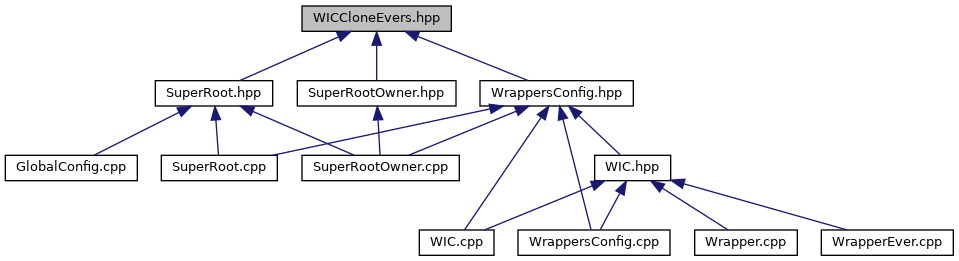 WICCloneEvers.hpp
SuperRoot.hpp
SuperRootOwner.hpp
WrappersConfig.hpp
GlobalConfig.cpp
SuperRoot.cpp
SuperRootOwner.cpp
WIC.hpp
WIC.cpp
WrappersConfig.cpp
Wrapper.cpp
WrapperEver.cpp